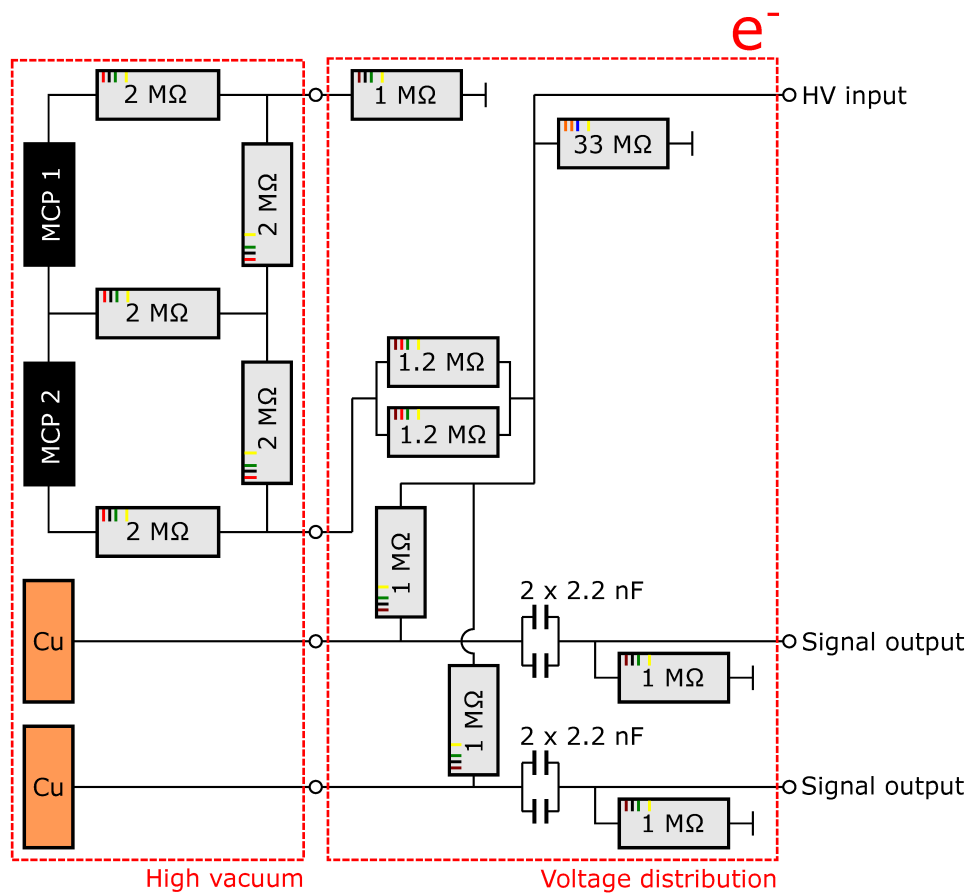 e-
2 MΩ
1 MΩ
HV input
33 MΩ
MCP 1
2 MΩ
2 MΩ
1.2 MΩ
MCP 2
2 MΩ
1.2 MΩ
2 MΩ
1 MΩ
2 x 2.2 nF
Cu
Signal output
1 MΩ
1 MΩ
2 x 2.2 nF
Cu
Signal output
1 MΩ
High vacuum
Voltage distribution